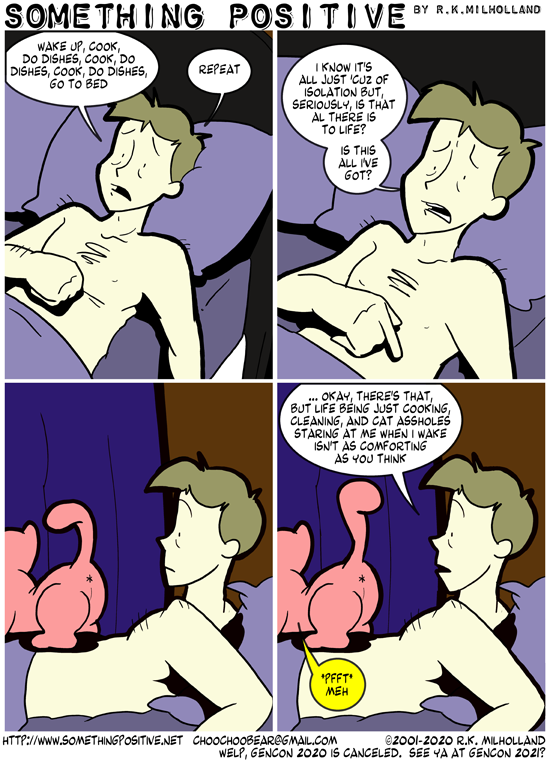 SOMETHING POSITIVE BY R.K.MILHOLLAND
WAKE UP, COOK,
DO DISHES, COOK, DO
DISHES, COOK, DO DISHES,
GO TO BED
REPEAT
I KNOW IT'S
ALL JUST 'CUZ OF
ISOLATION BUT,
SERIOUSLY, IS THAT
AL THERE IS
TO LIFE?
IS THIS
ALL I'VE
GOT?
... OKAY, THERE'S THAT,
BUT LIFE BEING JUST COOKING,
CLEANING, AND CAT ASSHOLES
STARING AT ME WHEN I WAKE
ISN'T AS COMFORTING
AS YOU THINK
*PFFT*
MEH
HTTP://WWW.SOMETHINGPOSITIVE.NET CHOOCHOOBEAR@GMAIL.COM ©2001-2020 R.K. MILHOLLAND
WELP, GENCON 2020 IS CANCELED. SEE YA AT GENCON 2021?